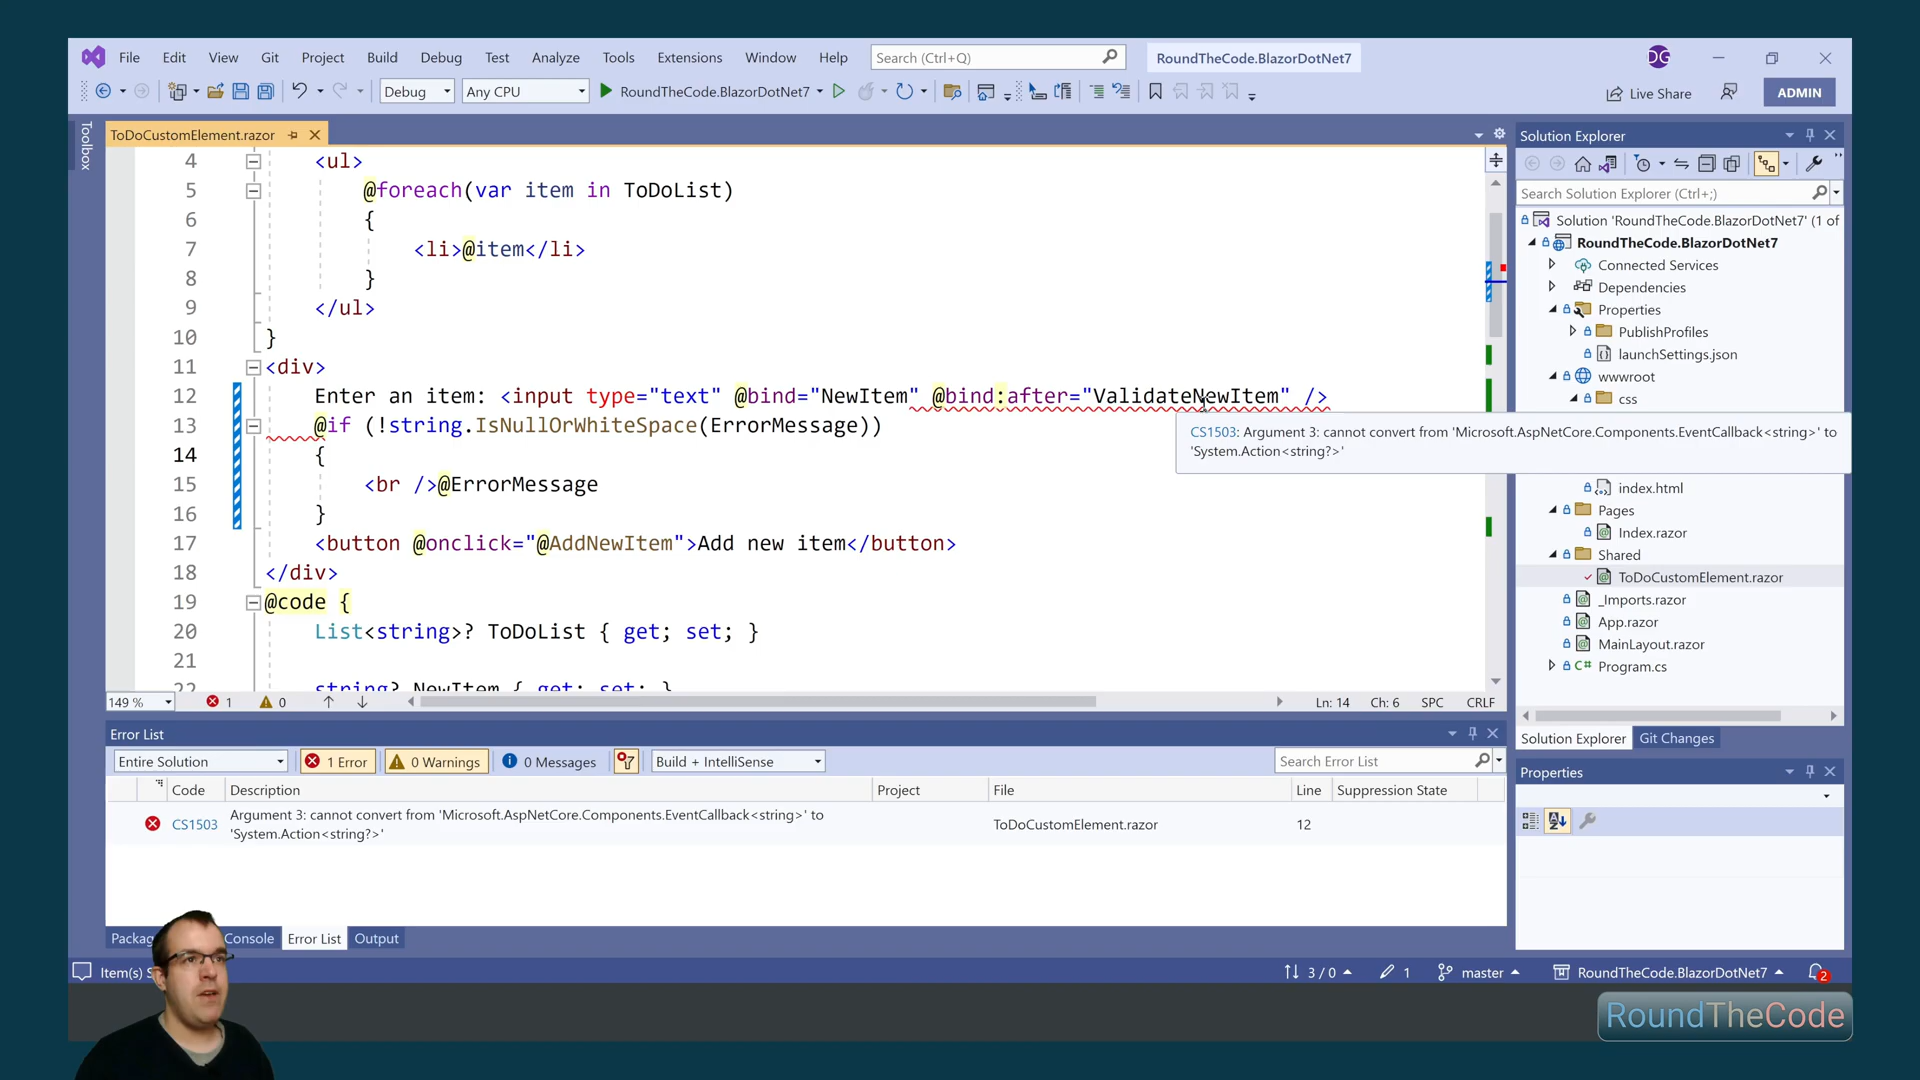 File Edit View Git Project Build Debug Test Analyze Tools Extensions Window Help Search (Ctrl+Q) RoundTheCode.BlazorDotNet7 DG
Debug Any CPU RoundTheCode.BlazorDotNet7 Live Share ADMIN
Toolbox
ToDoCustomElement.razor
4 <ul>
5 @foreach(var item in ToDoList)
6 {
7 <li>@item</li>
8 }
9 </ul>
10 }
11 <div>
12 Enter an item: <input type="text" @bind="NewItem" @bind:after="ValidateNewItem" />
13 @if (!string.IsNullOrWhiteSpace(ErrorMessage))
14 {
15 <br />@ErrorMessage
16 }
17 <button @onclick="@AddNewItem">Add new item</button>
18 </div>
19 @code {
20 List<string>? ToDoList { get; set; }
21
22 string? NewItem { get; set; }
CS1503: Argument 3: cannot convert from 'Microsoft.AspNetCore.Components.EventCallback<string>' to
'System.Action<string?>'
149 % 1 0 Ln: 14 Ch: 6 SPC CRLF
Error List
Entire Solution 1 Error 0 Warnings 0 Messages Build + IntelliSense Search Error List
Code Description Project File Line Suppression State
CS1503 Argument 3: cannot convert from 'Microsoft.AspNetCore.Components.EventCallback<string>' to
'System.Action<string?>' ToDoCustomElement.razor 12
Console Error List Output
Solution Explorer
Search Solution Explorer (Ctrl+;)
Solution 'RoundTheCode.BlazorDotNet7' (1 of
RoundTheCode.BlazorDotNet7
Connected Services
Dependencies
Properties
PublishProfiles
launchSettings.json
wwwroot
css
index.html
Pages
Index.razor
Shared
ToDoCustomElement.razor
_Imports.razor
App.razor
MainLayout.razor
C# Program.cs
Solution Explorer Git Changes
Properties
Item(s) 3 / 0 1 master RoundTheCode.BlazorDotNet7 2
RoundTheCode